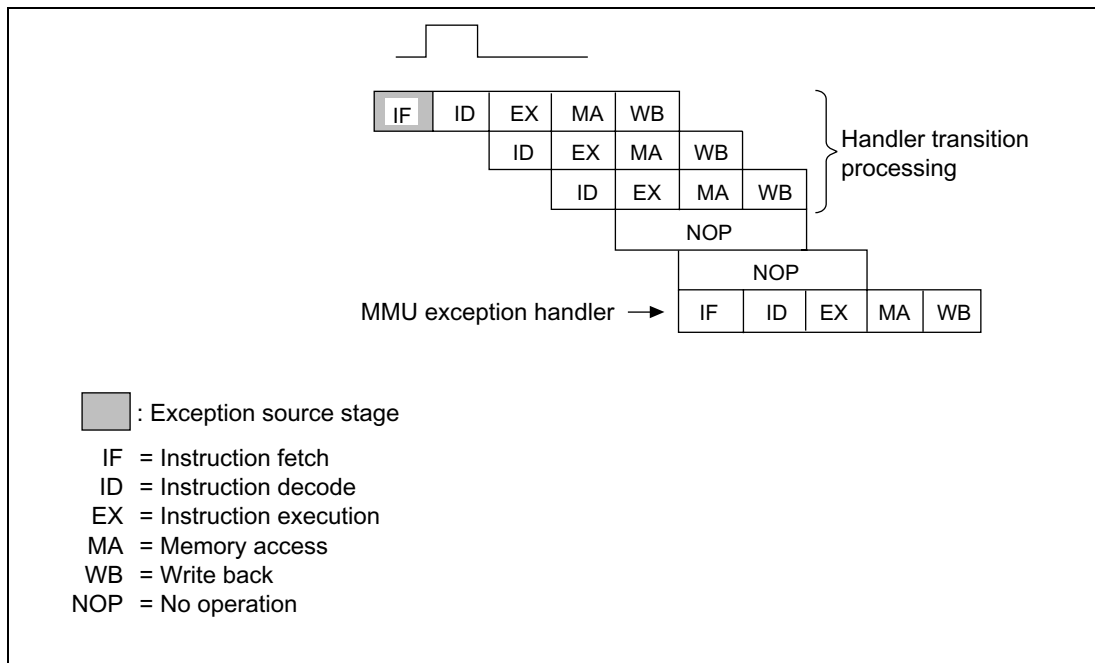 IF ID EX MA WB
ID EX MA WB
ID EX MA WB
Handler transition
processing
NOP
NOP
MMU exception handler
IF ID EX MA WB
: Exception source stage
IF = Instruction fetch
ID = Instruction decode
EX = Instruction execution
MA = Memory access
WB = Write back
NOP = No operation